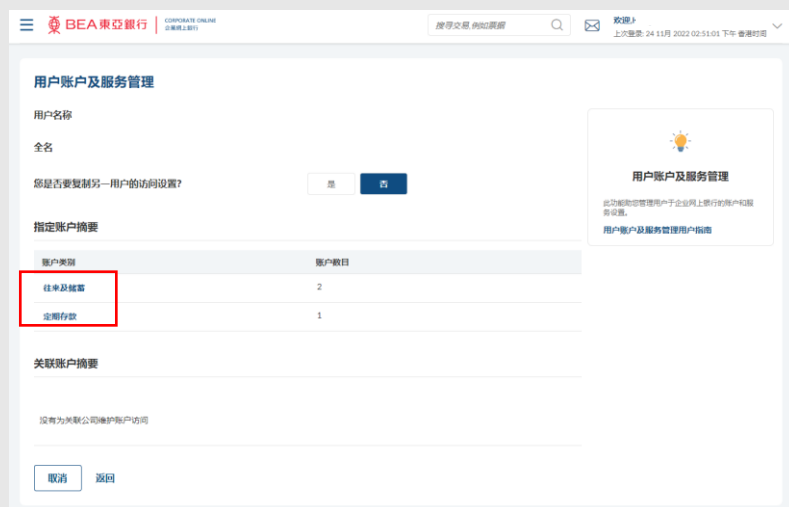 BEA東亞銀行
CORPORATE ONLINE
企業網上銀行
搜寻交易,例如票据
欢迎,
上次登录: 24 11月 2022 02:51:01 下午 香港时间
用户账户及服务管理
用户名称
全名
您是否要复制另一用户的访问设置?
是
否
指定账户摘要
账户类别
账户数目
往来及储蓄
2
定期存款
1
关联账户摘要
没有为关联公司维护账户访问
取消
返回
用户账户及服务管理
此功能助您管理用户于企业网上银行的账户和服
务设置。
用户账户及服务管理用户指南